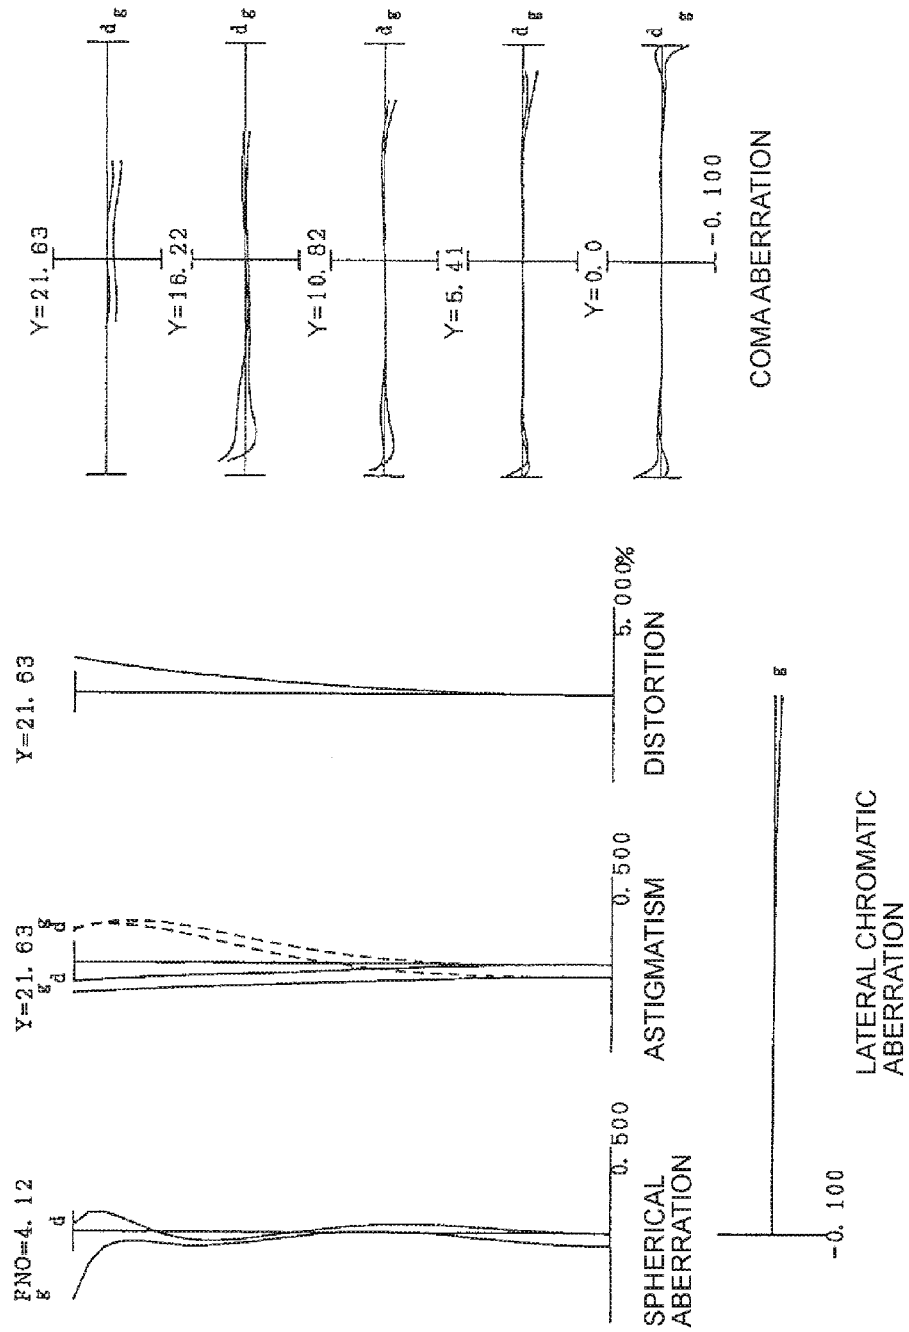 FNO=4. 12
g
d
0. 500
SPHERICAL
ABERRATION
Y=21. 63
g
d
g
d
0. 500
ASTIGMATISM
Y=21. 63
5. 000%
DISTORTION
Y=21. 63
d
g
Y=16. 22
d
g
Y=10. 82
d
g
Y=5. 41
d
g
Y=0. 0
d
g
-0. 100
COMA ABERRATION
g
-0. 100
LATERAL CHROMATIC
ABERRATION